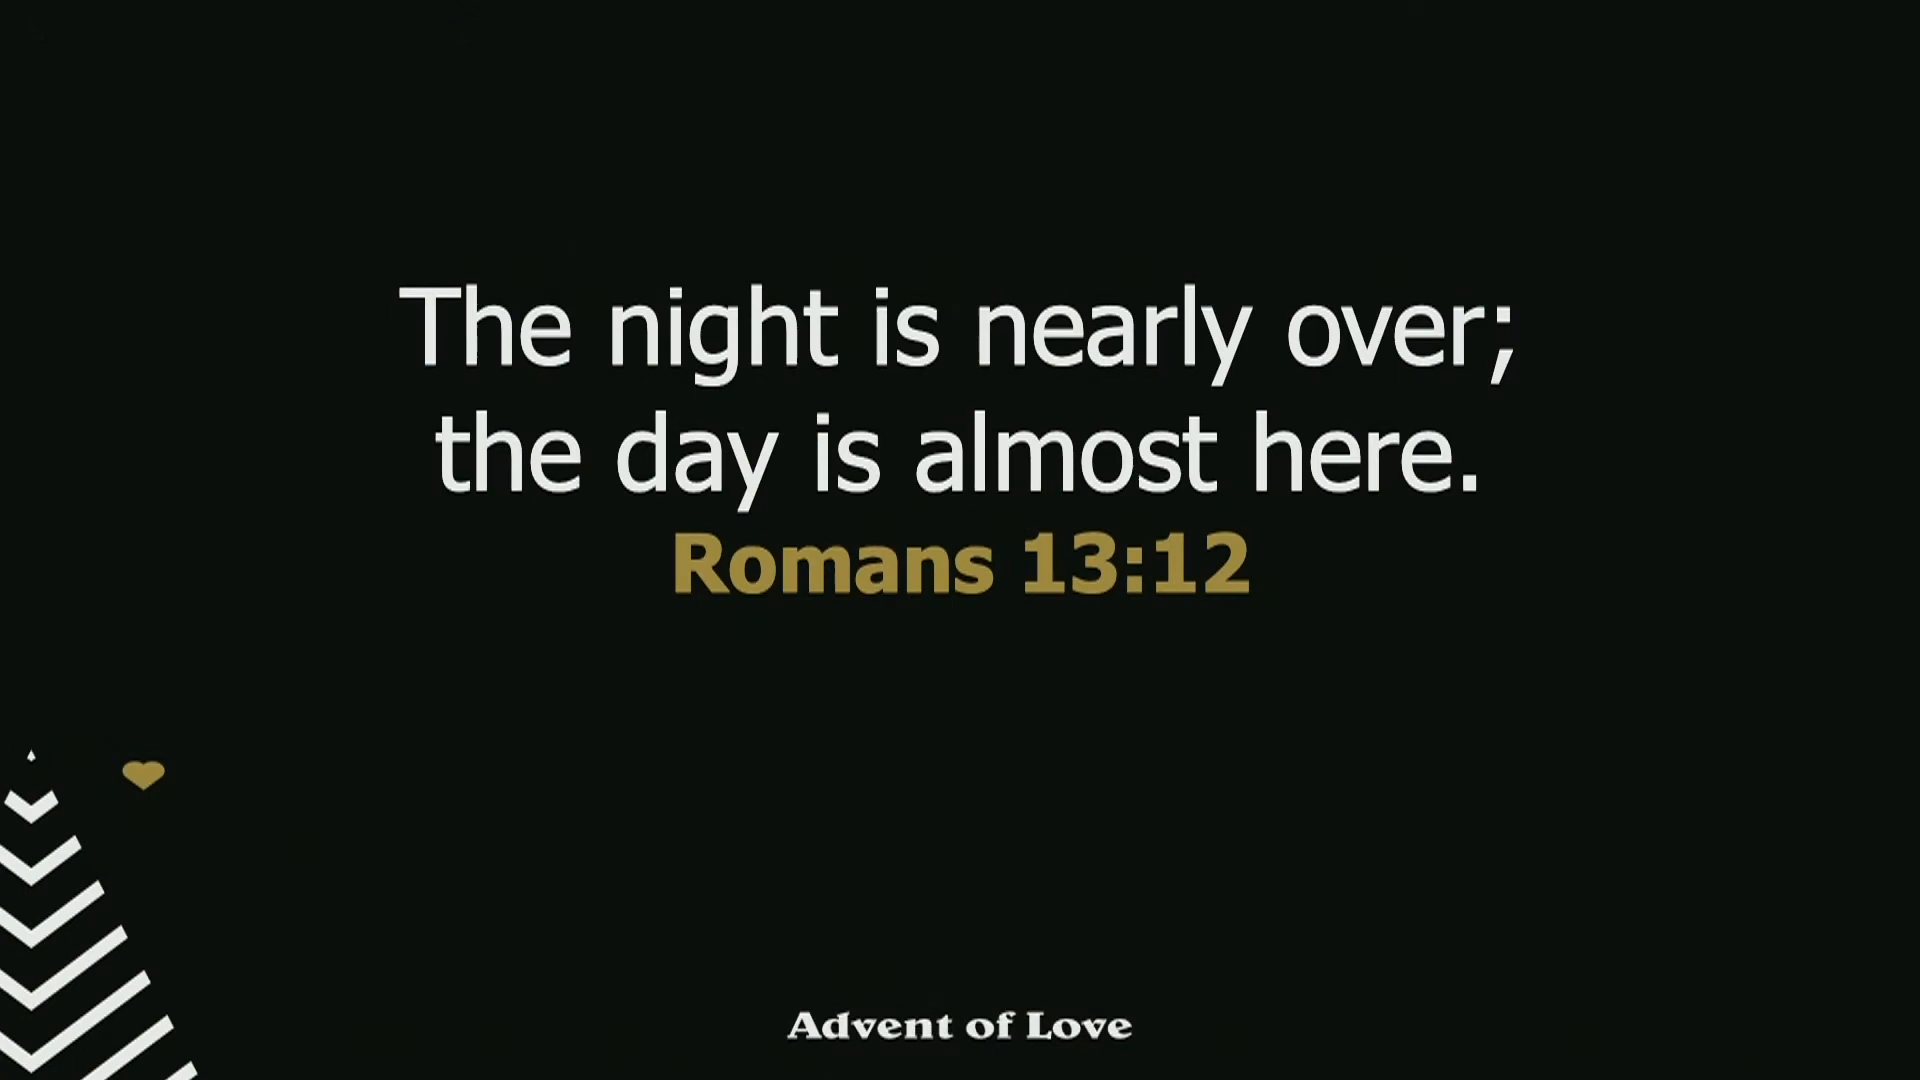 The night is nearly over;
the day is almost here.
Romans 13:12
Advent of Love